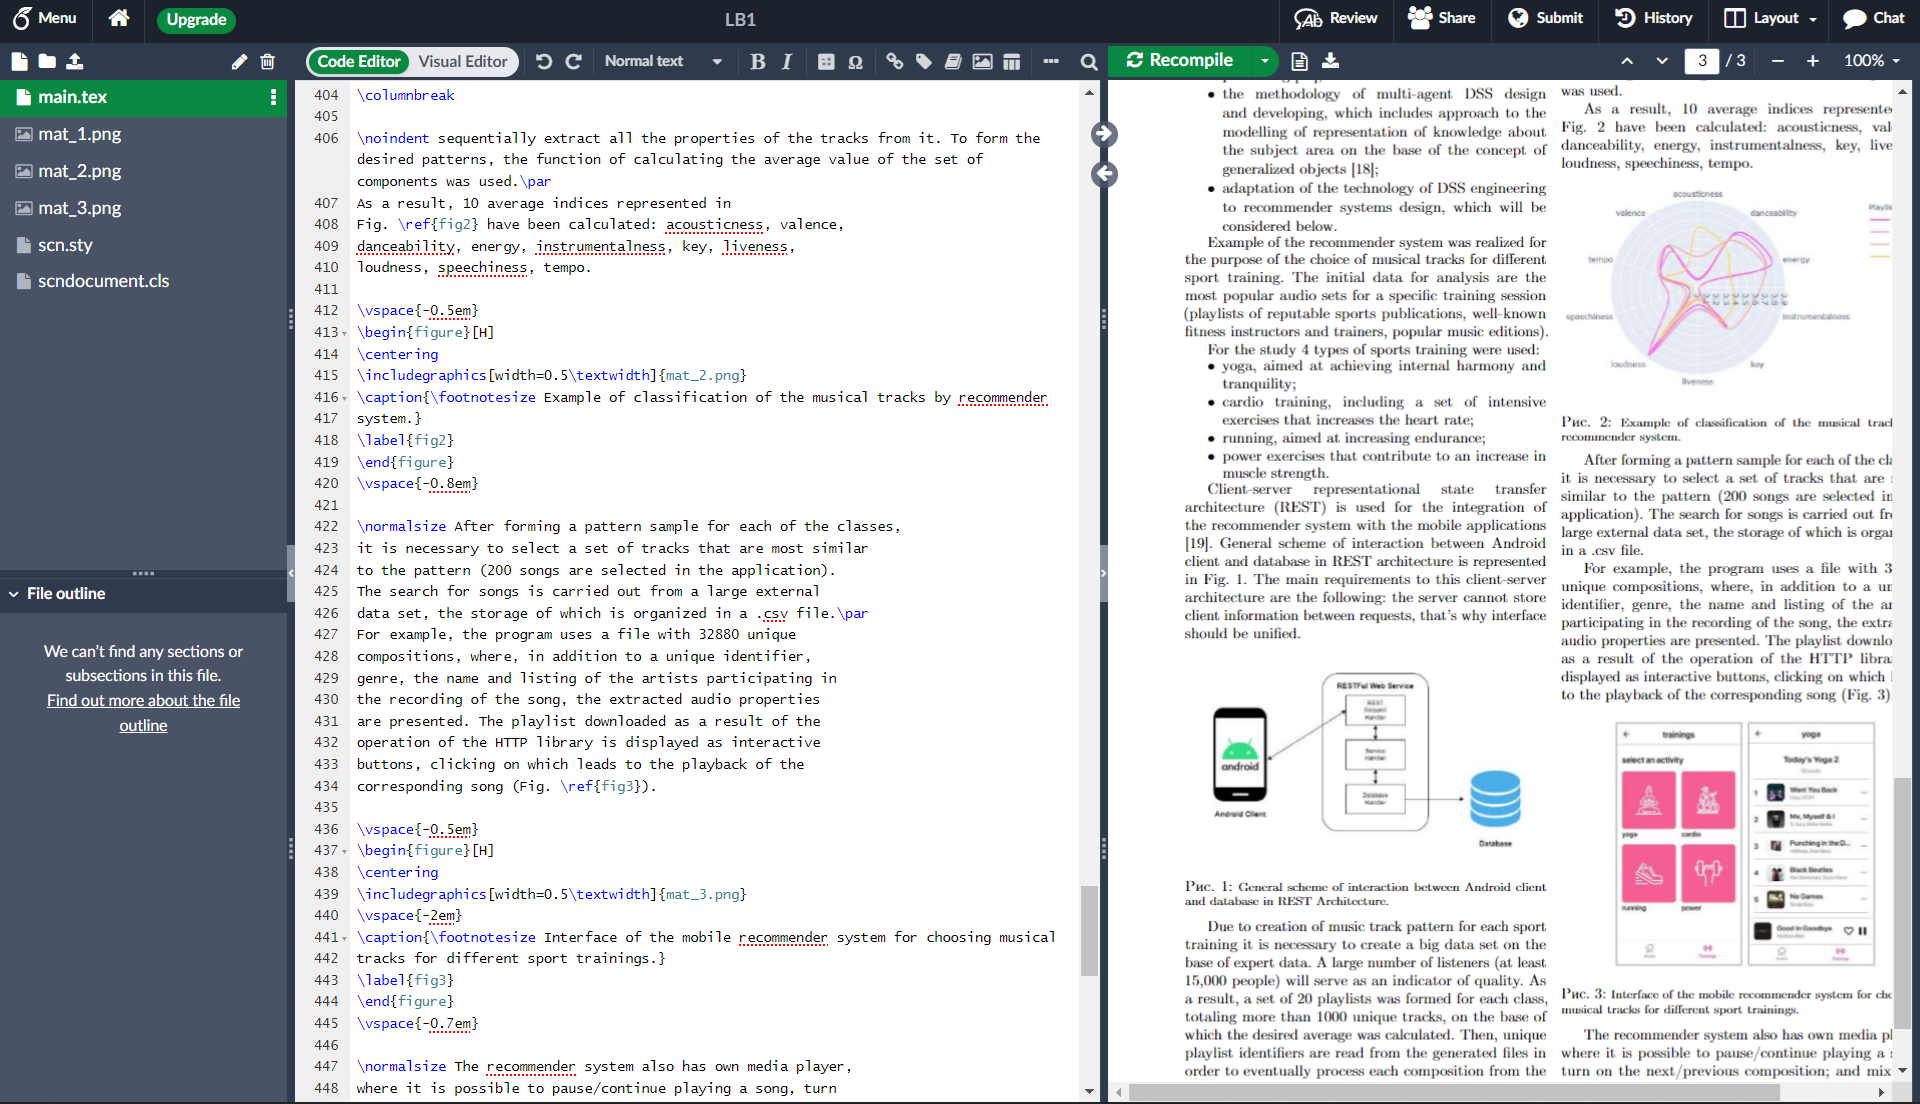 Menu
Upgrade
LB1
Review
Share
Submit
History
Layout
Chat
Code Editor
Visual Editor
Normal text
B I
Ω
Recompile
3 / 3
100%
main.tex
mat_1.png
mat_2.png
mat_3.png
scn.sty
scndocument.cls
File outline
We can't find any sections or
subsections in this file.
Find out more about the file
outline
404 \columnbreak
405
406 \noindent sequentially extract all the properties of the tracks from it. To form the
desired patterns, the function of calculating the average value of the set of
components was used.\par
407 As a result, 10 average indices represented in
408 Fig. \ref{fig2} have been calculated: acousticness, valence,
409 danceability, energy, instrumentalness, key, liveness,
410 loudness, speechiness, tempo.
411
412 \vspace{-0.5em}
413 \begin{figure}[H]
414 \centering
415 \includegraphics[width=0.5\textwidth]{mat_2.png}
416 \caption{\footnotesize Example of classification of the musical tracks by recommender
417 system.}
418 \label{fig2}
419 \end{figure}
420 \vspace{-0.8em}
421
422 \normalsize After forming a pattern sample for each of the classes,
423 it is necessary to select a set of tracks that are most similar
424 to the pattern (200 songs are selected in the application).
425 The search for songs is carried out from a large external
426 data set, the storage of which is organized in a .csv file.\par
427 For example, the program uses a file with 32880 unique
428 compositions, where, in addition to a unique identifier,
429 genre, the name and listing of the artists participating in
430 the recording of the song, the extracted audio properties
431 are presented. The playlist downloaded as a result of the
432 operation of the HTTP library is displayed as interactive
433 buttons, clicking on which leads to the playback of the
434 corresponding song (Fig. \ref{fig3}).
435
436 \vspace{-0.5em}
437 \begin{figure}[H]
438 \centering
439 \includegraphics[width=0.5\textwidth]{mat_3.png}
440 \vspace{-2em}
441 \caption{\footnotesize Interface of the mobile recommender system for choosing musical
442 tracks for different sport trainings.}
443 \label{fig3}
444 \end{figure}
445 \vspace{-0.7em}
446
447 \normalsize The recommender system also has own media player,
448 where it is possible to pause/continue playing a song, turn
• the methodology of multi-agent DSS design
and developing, which includes approach to the
modelling of representation of knowledge about
the subject area on the base of the concept of
generalized objects [18];
• adaptation of the technology of DSS engineering
to recommender systems design, which will be
considered below.
Example of the recommender system was realized for
the purpose of the choice of musical tracks for different
sport training. The initial data for analysis are the
most popular audio sets for a specific training session
(playlists of reputable sports publications, well-known
fitness instructors and trainers, popular music editions).
For the study 4 types of sports training were used:
• yoga, aimed at achieving internal harmony and
tranquility;
• cardio training, including a set of intensive
exercises that increases the heart rate;
• running, aimed at increasing endurance;
• power exercises that contribute to an increase in
muscle strength.
Client-server representational state transfer
architecture (REST) is used for the integration of
the recommender system with the mobile applications
[19]. General scheme of interaction between Android
client and database in REST architecture is represented
in Fig. 1. The main requirements to this client-server
architecture are the following: the server cannot store
client information between requests, that's why interface
should be unified.
RESTFul Web Service
REST
Request
Handler
Service
Handler
Database
Handler
android
Android Client
Database
Рис. 1: General scheme of interaction between Android client
and database in REST Architecture.
Due to creation of music track pattern for each sport
training it is necessary to create a big data set on the
base of expert data. A large number of listeners (at least
15,000 people) will serve as an indicator of quality. As
a result, a set of 20 playlists was formed for each class,
totaling more than 1000 unique tracks, on the base of
which the desired average was calculated. Then, unique
playlist identifiers are read from the generated files in
order to eventually process each composition from the
was used.
As a result, 10 average indices represente
Fig. 2 have been calculated: acousticness, val
danceability, energy, instrumentalness, key, live
loudness, speechiness, tempo.
acousticness
valence
danceability
Playlis
tempo
energy
speechiness
instrumentalness
loudness
key
liveness
Рис. 2: Example of classification of the musical tracl
recommender system.
After forming a pattern sample for each of the cla
it is necessary to select a set of tracks that are
similar to the pattern (200 songs are selected in
application). The search for songs is carried out fr
large external data set, the storage of which is organ
in a .csv file.
For example, the program uses a file with 3
unique compositions, where, in addition to a un
identifier, genre, the name and listing of the ar
participating in the recording of the song, the extra
audio properties are presented. The playlist downlo
as a result of the operation of the HTTP librar
displayed as interactive buttons, clicking on which
to the playback of the corresponding song (Fig. 3)
trainings
select an activity
yoga
cardio
running
power
yoga
Today's Yoga 2
1 Want You Back
2 Me, Myself & I
3 Punching in the D...
4 Black Beatles
5 No Games
Good In Goodbye
Рис. 3: Interface of the mobile recommender system for cho
musical tracks for different sport trainings.
The recommender system also has own media pl
where it is possible to pause/continue playing a
turn on the next/previous composition; and mix